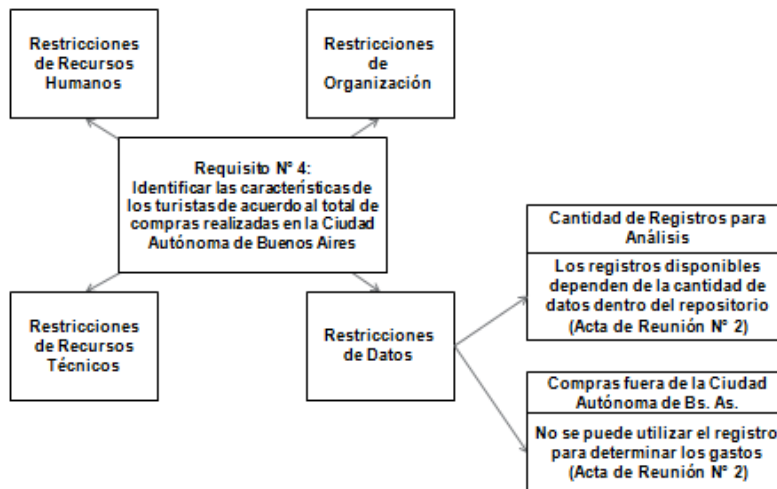 Restricciones
de Recursos
Humanos
Restricciones
de
Organización
Requisito N° 4:
Identificar las características de
los turistas de acuerdo al total de
compras realizadas en la Ciudad
Autónoma de Buenos Aires
Restricciones
de Recursos
Técnicos
Restricciones
de Datos
Cantidad de Registros para
Análisis
Los registros disponibles
dependen de la cantidad de
datos dentro del repositorio
(Acta de Reunión N° 2)
Compras fuera de la Ciudad
Autónoma de Bs. As.
No se puede utilizar el registro
para determinar los gastos
(Acta de Reunión N° 2)